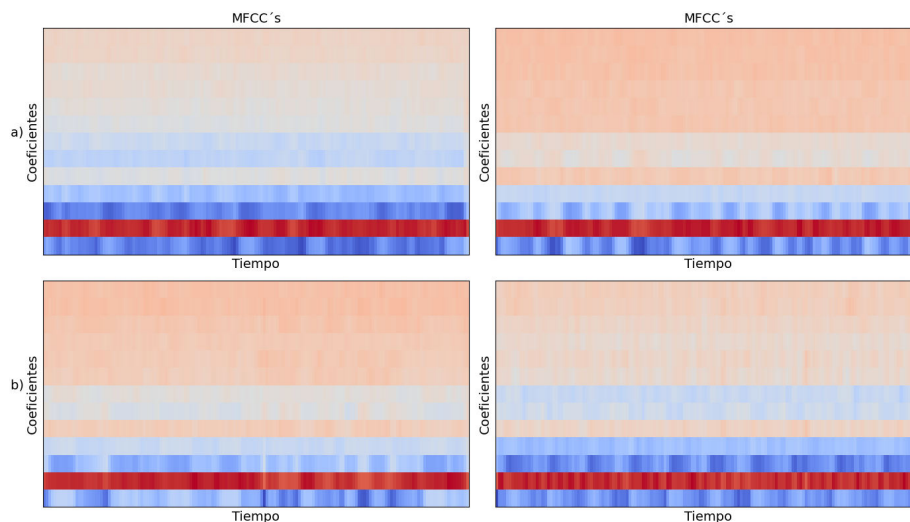 MFCC´s
MFCC´s
a)
Coeficientes
Coeficientes
Tiempo
Tiempo
b)
Coeficientes
Coeficientes
Tiempo
Tiempo